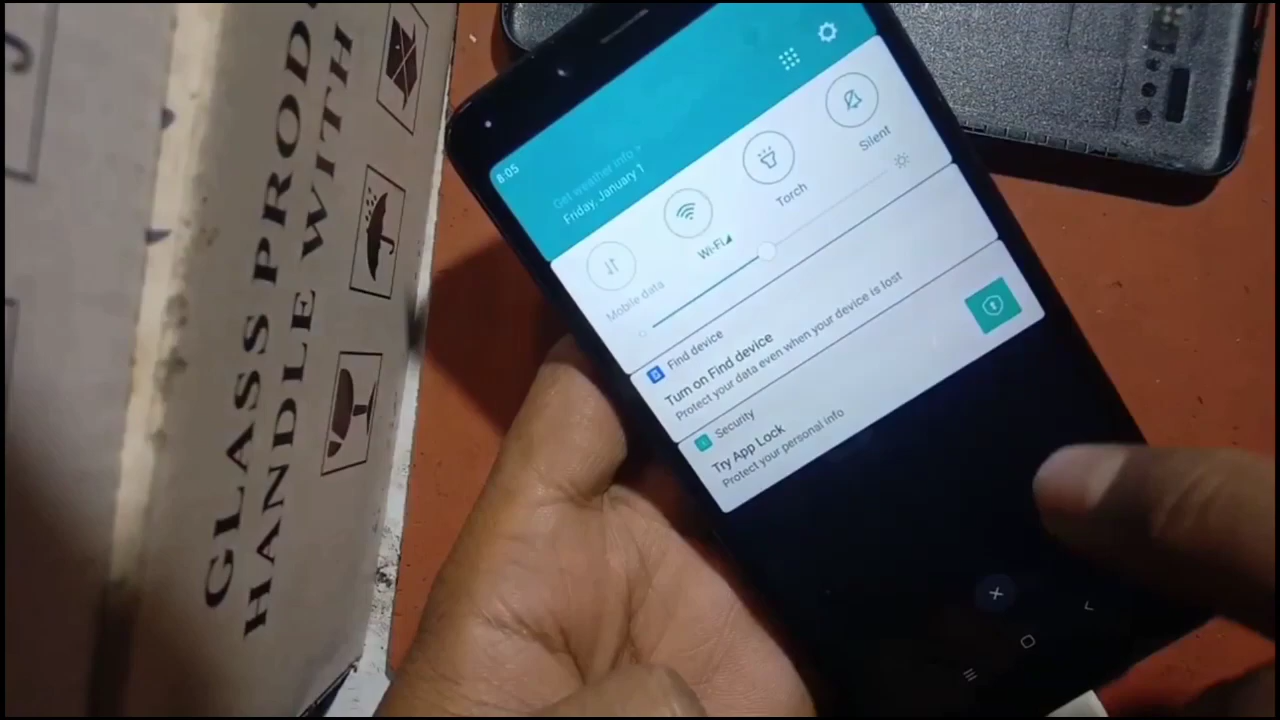 GLASS PROD
HANDLE WITH
8:05
Get weather info >
Friday, January 1
Mobile data
Wi-Fi
Torch
Silent
Find device
Turn on Find device
Protect your data even when your device is lost
Security
Try App Lock
Protect your personal info